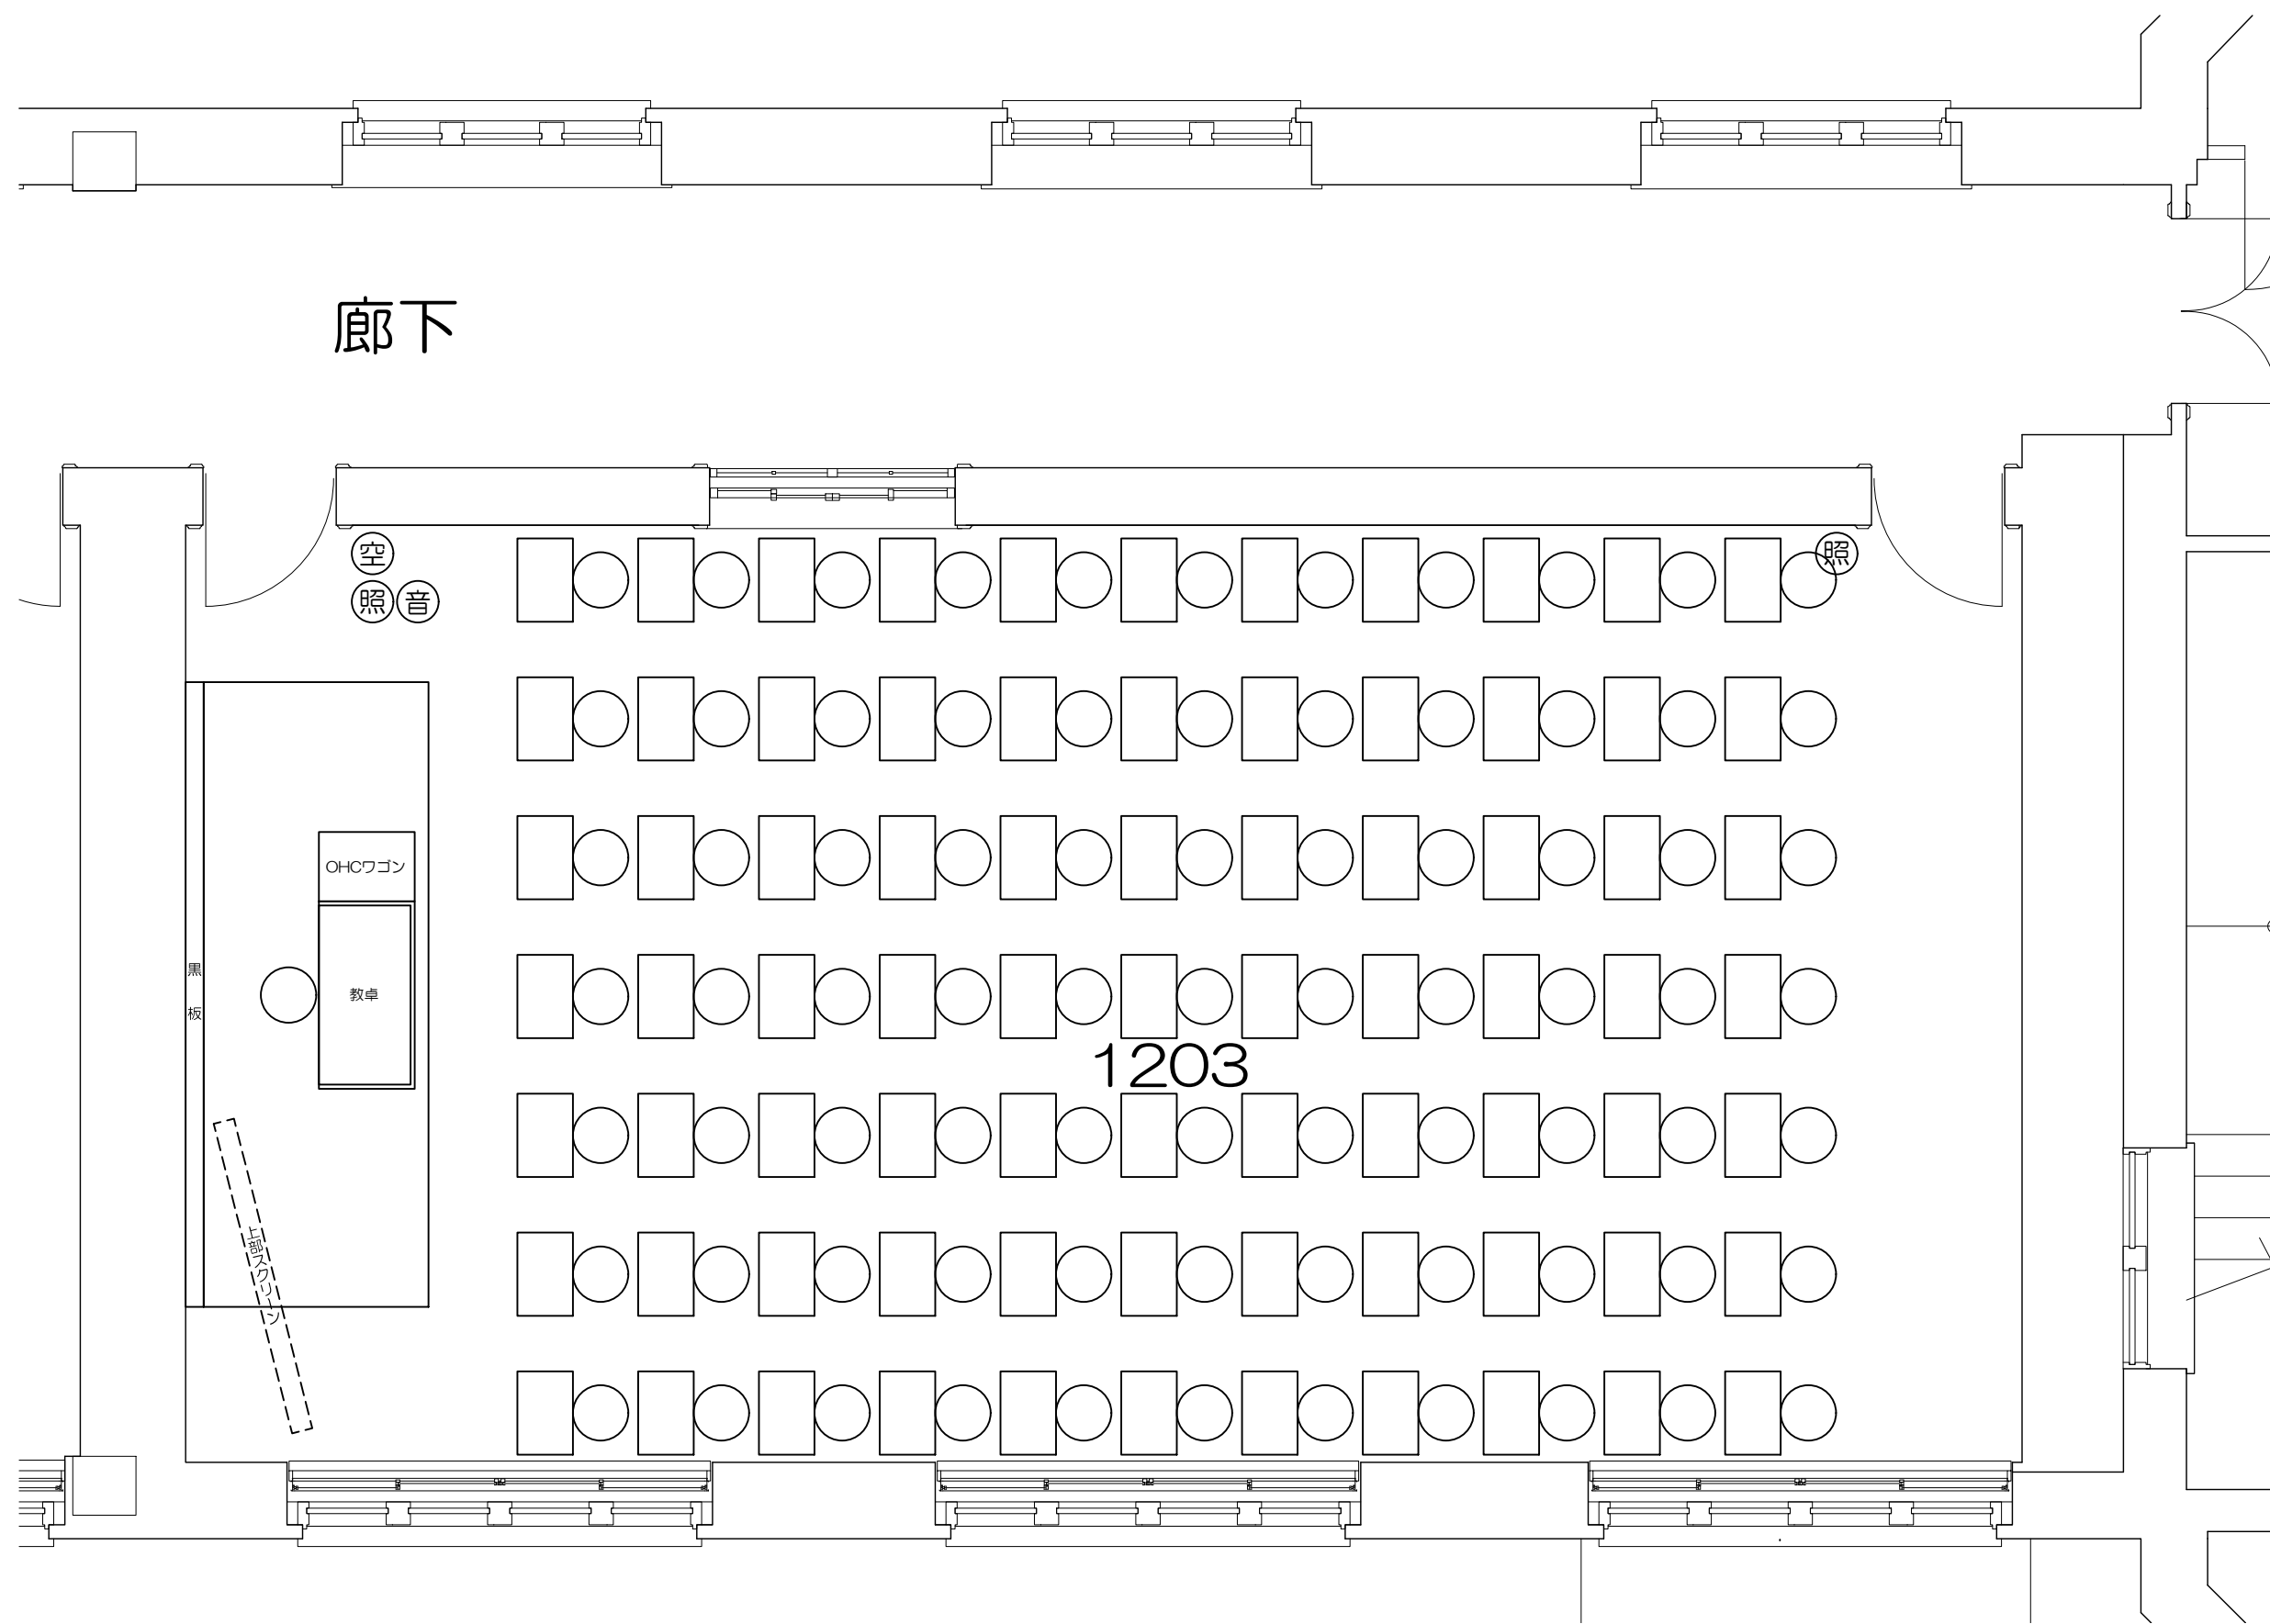 廊下
空
照 音
照
OHCワゴン
黒板
教卓
1203
上部スクリーン